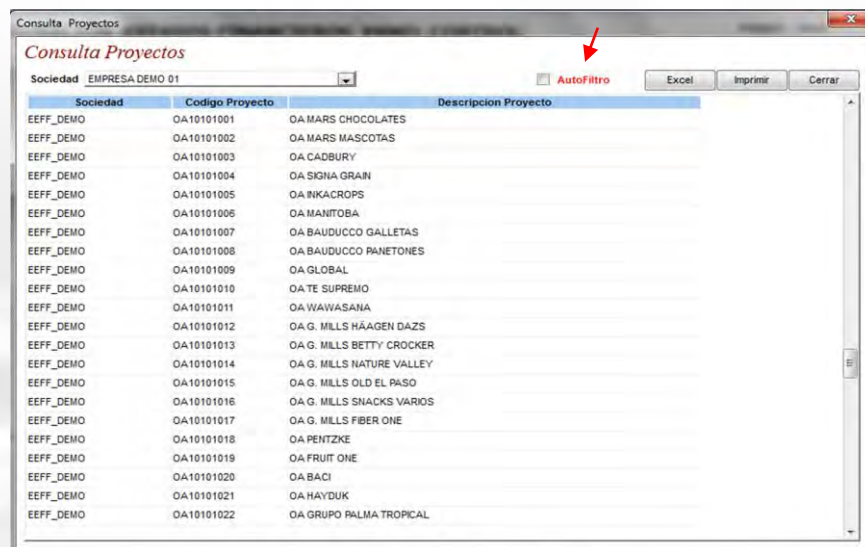 Consulta Proyectos
Consulta Proyectos
Sociedad EMPRESA DEMO 01 AutoFiltro Excel Imprimir Cerrar
Sociedad Codigo Proyecto Descripcion Proyecto
EEFF_DEMO OA10101001 OA MARS CHOCOLATES
EEFF_DEMO OA10101002 OA MARS MASCOTAS
EEFF_DEMO OA10101003 OA CADBURY
EEFF_DEMO OA10101004 OA SIGNA GRAIN
EEFF_DEMO OA10101005 OA INKACROPS
EEFF_DEMO OA10101006 OA MANITOBA
EEFF_DEMO OA10101007 OA BAUDUCCO GALLETAS
EEFF_DEMO OA10101008 OA BAUDUCCO PANETONES
EEFF_DEMO OA10101009 OA GLOBAL
EEFF_DEMO OA10101010 OA TE SUPREMO
EEFF_DEMO OA10101011 OA WAWASANA
EEFF_DEMO OA10101012 OA G. MILLS HÄAGEN DAZS
EEFF_DEMO OA10101013 OA G. MILLS BETTY CROCKER
EEFF_DEMO OA10101014 OA G. MILLS NATURE VALLEY
EEFF_DEMO OA10101015 OA G. MILLS OLD EL PASO
EEFF_DEMO OA10101016 OA G. MILLS SNACKS VARIOS
EEFF_DEMO OA10101017 OA G. MILLS FIBER ONE
EEFF_DEMO OA10101018 OA PENTZKE
EEFF_DEMO OA10101019 OA FRUIT ONE
EEFF_DEMO OA10101020 OA BACI
EEFF_DEMO OA10101021 OA HAYDUK
EEFF_DEMO OA10101022 OA GRUPO PALMA TROPICAL